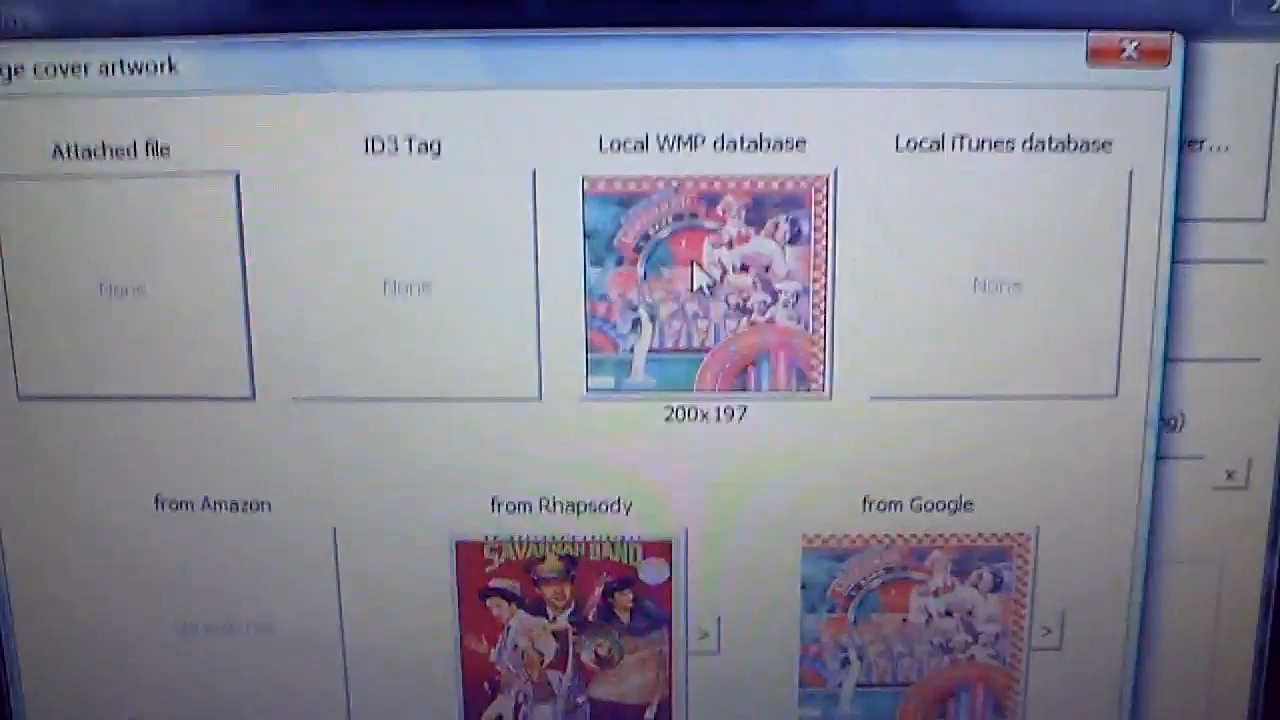 ge cover artwork
x
Attached file
ID3 Tag
Local WMP database
Local iTunes database
er...
None
None
None
200x197
g)
x
from Amazon
from Rhapsody
from Google
SAVANNAH BAND
>
>